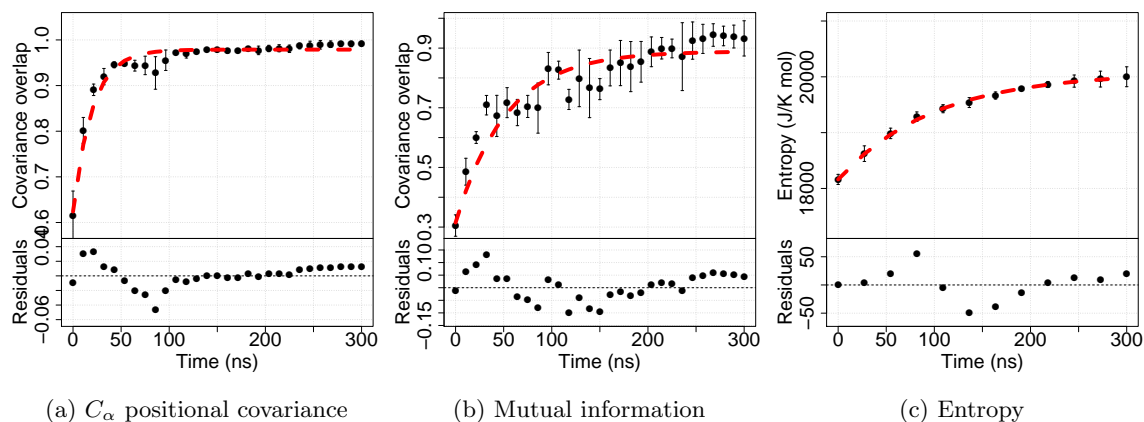 Covariance overlap
0.6 0.7 0.8 0.9 1.0
Residuals
−0.06 0.04
0 50 100 150 200 300
Time (ns)
(a) Cα positional covariance
Covariance overlap
0.3 0.5 0.7 0.9
Residuals
−0.15 0.10
0 50 100 150 200 300
Time (ns)
(b) Mutual information
Entropy (J/K mol)
18000 20000
Residuals
−50 50
0 50 100 150 200 300
Time (ns)
(c) Entropy